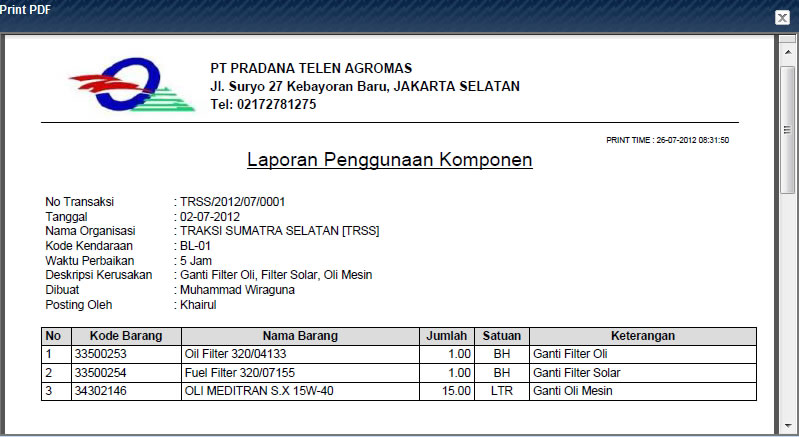 Print PDF
PT PRADANA TELEN AGROMAS
Jl. Suryo 27 Kebayoran Baru, JAKARTA SELATAN
Tel: 02172781275
PRINT TIME : 26-07-2012 08:31:50
Laporan Penggunaan Komponen
No Transaksi : TRSS/2012/07/0001
Tanggal : 02-07-2012
Nama Organisasi : TRAKSI SUMATRA SELATAN [TRSS]
Kode Kendaraan : BL-01
Waktu Perbaikan : 5 Jam
Deskripsi Kerusakan : Ganti Filter Oli, Filter Solar, Oli Mesin
Dibuat : Muhammad Wiraguna
Posting Oleh : Khairul
No Kode Barang Nama Barang Jumlah Satuan Keterangan
1 33500253 Oil Filter 320/04133 1.00 BH Ganti Filter Oli
2 33500254 Fuel Filter 320/07155 1.00 BH Ganti Filter Solar
3 34302146 OLI MEDITRAN S.X 15W-40 15.00 LTR Ganti Oli Mesin